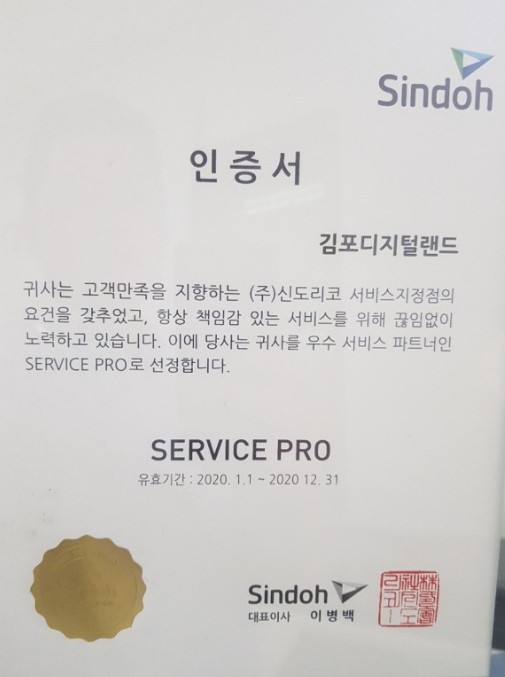 Sindoh
인증서
김포디지털랜드
귀사는 고객만족을 지향하는 (주)신도리코 서비스지정점의
요건을 갖추었고, 항상 책임감 있는 서비스를 위해 끊임없이
노력하고 있습니다. 이에 당사는 귀사를 우수 서비스 파트너인
SERVICE PRO로 선정합니다.
SERVICE PRO
유효기간 : 2020. 1.1 ~ 2020 12. 31
Sindoh
대표이사 이병백